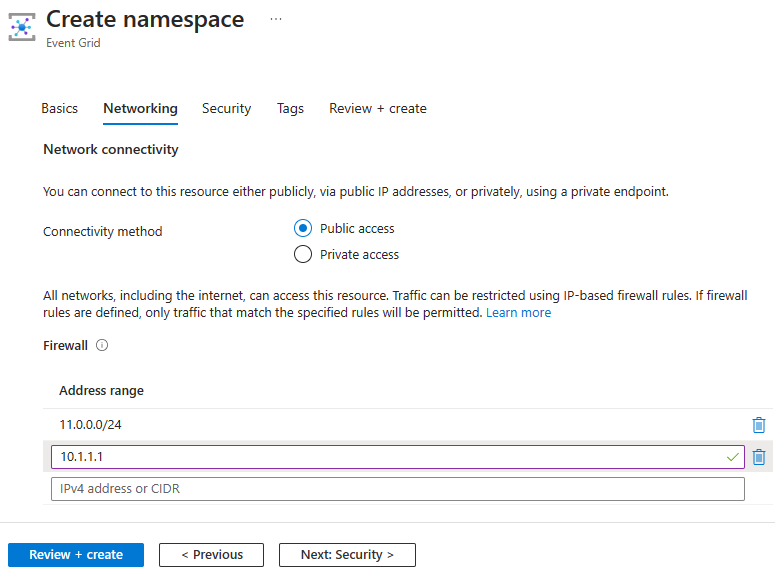 Create namespace ...
Event Grid
Basics Networking Security Tags Review + create
Network connectivity
You can connect to this resource either publicly, via public IP addresses, or privately, using a private endpoint.
Connectivity method
Public access
Private access
All networks, including the internet, can access this resource. Traffic can be restricted using IP-based firewall rules. If firewall
rules are defined, only traffic that match the specified rules will be permitted. Learn more
Firewall
Address range
11.0.0.0/24
10.1.1.1
IPv4 address or CIDR
Review + create < Previous Next: Security >